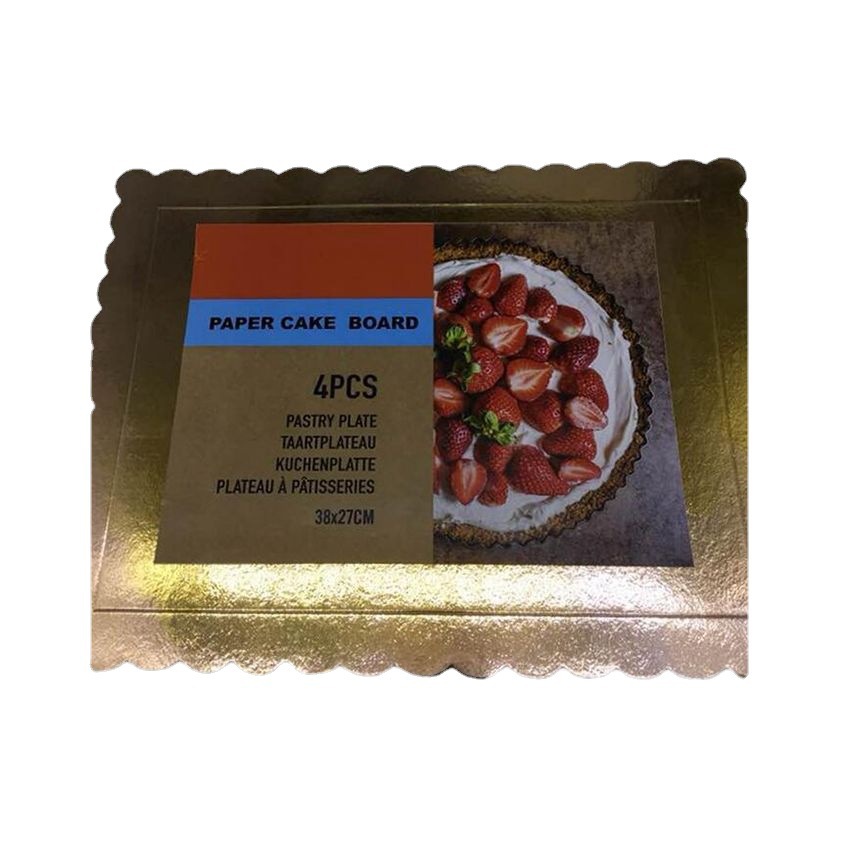 PAPER CAKE BOARD
4PCS
PASTRY PLATE
TAARTPLATEAU
KUCHENPLATTE
PLATEAU À PÂTISSERIES
38x27CM